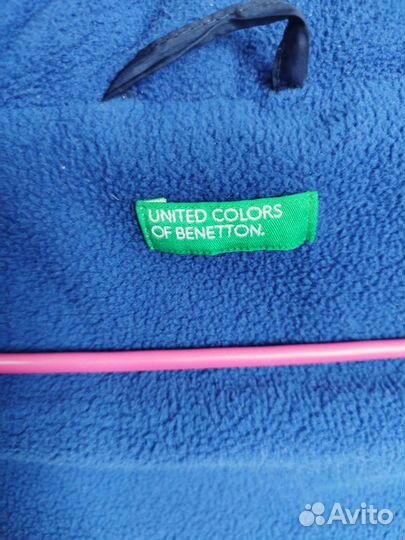 UNITED COLORS
OF BENETTON.
Avito